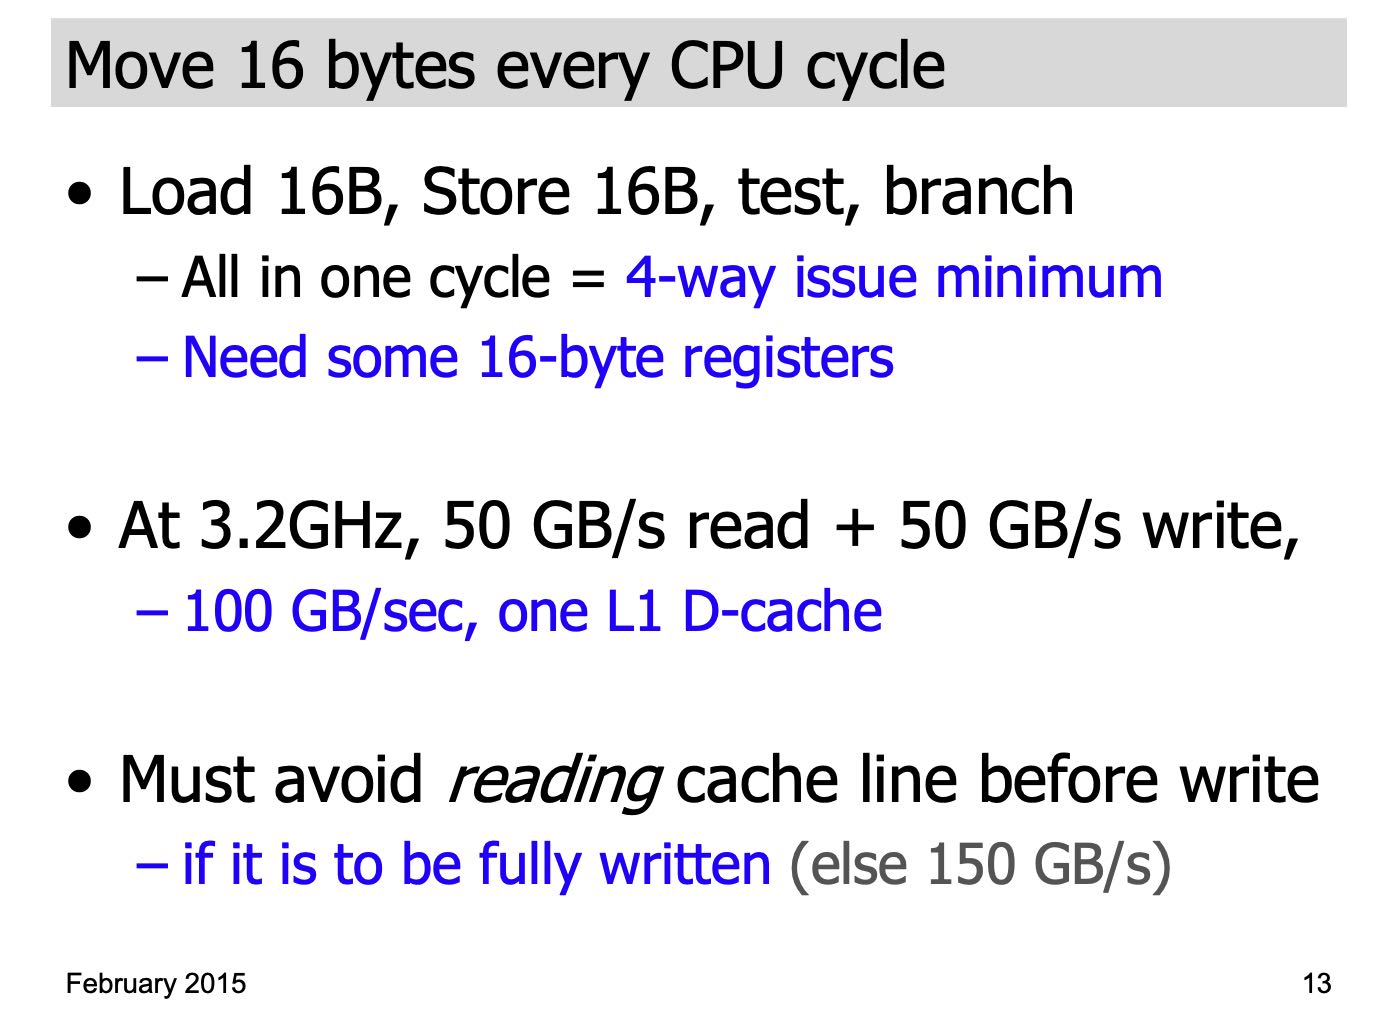 Move 16 bytes every CPU cycle
• Load 16B, Store 16B, test, branch
– All in one cycle = 4-way issue minimum
– Need some 16-byte registers
• At 3.2GHz, 50 GB/s read + 50 GB/s write,
– 100 GB/sec, one L1 D-cache
• Must avoid reading cache line before write
– if it is to be fully written (else 150 GB/s)
February 2015
13